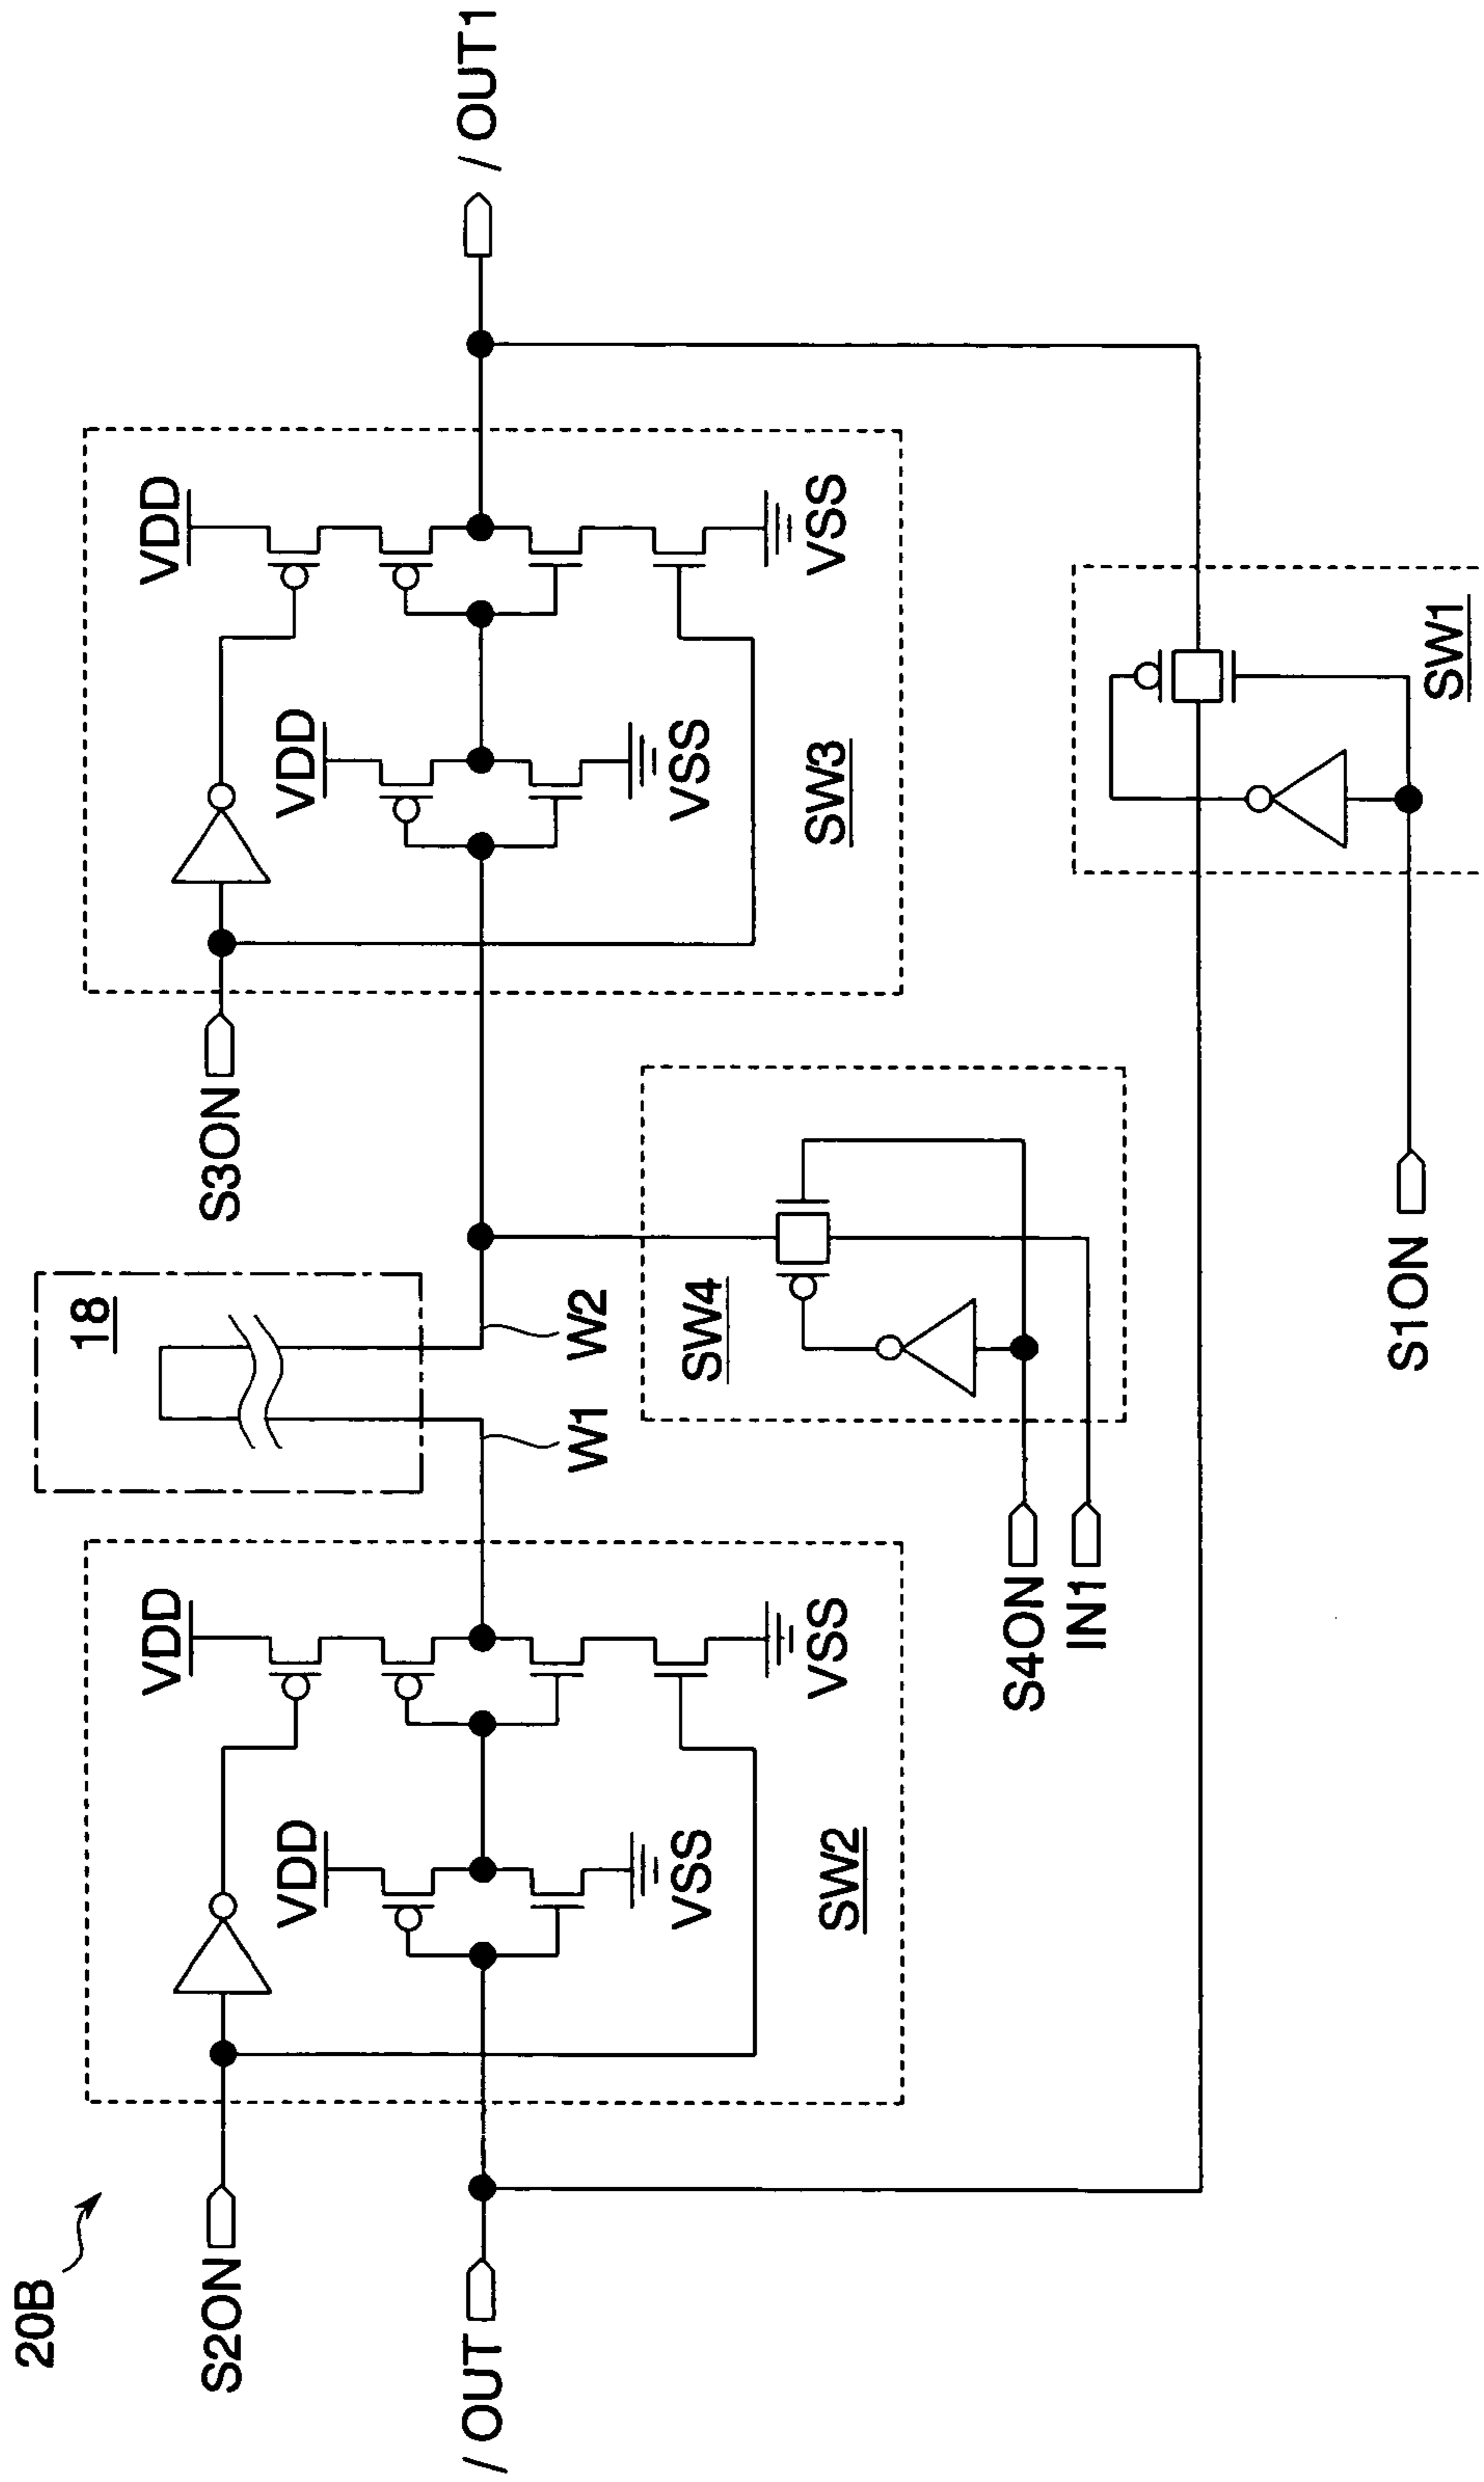 20B
S2ON
/ OUT
VDD
VDD
VSS
VSS
SW2
18
W1
W2
S4ON
IN1
SW4
S3ON
VDD
VDD
VSS
VSS
SW3
S1ON
SW1
/ OUT1